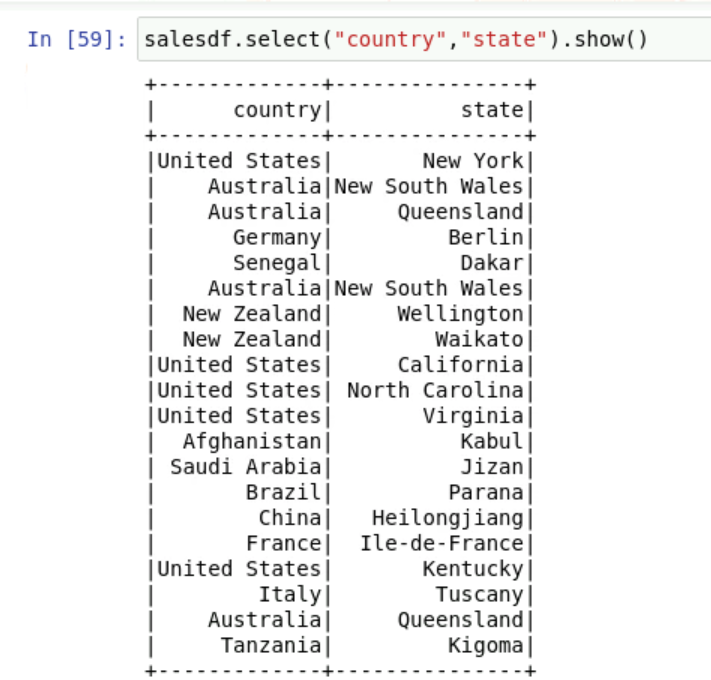 In [59]: salesdf.select("country","state").show()
+-------------+---------------+
|      country|          state|
+-------------+---------------+
|United States|       New York|
|    Australia|New South Wales|
|    Australia|     Queensland|
|      Germany|         Berlin|
|      Senegal|          Dakar|
|    Australia|New South Wales|
|  New Zealand|     Wellington|
|  New Zealand|        Waikato|
|United States|     California|
|United States| North Carolina|
|United States|       Virginia|
|  Afghanistan|          Kabul|
| Saudi Arabia|          Jizan|
|       Brazil|         Parana|
|        China|   Heilongjiang|
|       France|  Ile-de-France|
|United States|       Kentucky|
|        Italy|        Tuscany|
|    Australia|     Queensland|
|     Tanzania|         Kigoma|
+-------------+---------------+